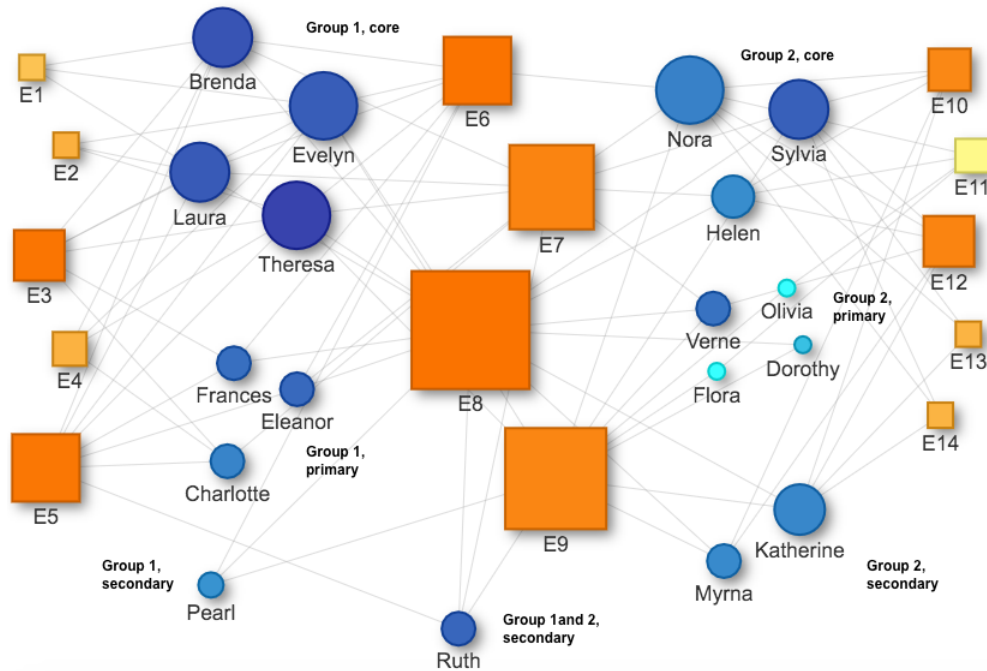 Group 1, core
Brenda
E1
E6
Group 2, core
Nora
Sylvia
E10
E2
Evelyn
Laura
E7
Helen
E11
Theresa
E3
E12
E4
Frances
Eleanor
E8
Verne
Olivia
Group 2,
primary
Dorothy
Flora
E13
E14
E5
Charlotte
Group 1,
primary
E9
Katherine
Myrna
Group 2,
secondary
Group 1,
secondary
Pearl
Group 1and 2,
secondary
Ruth